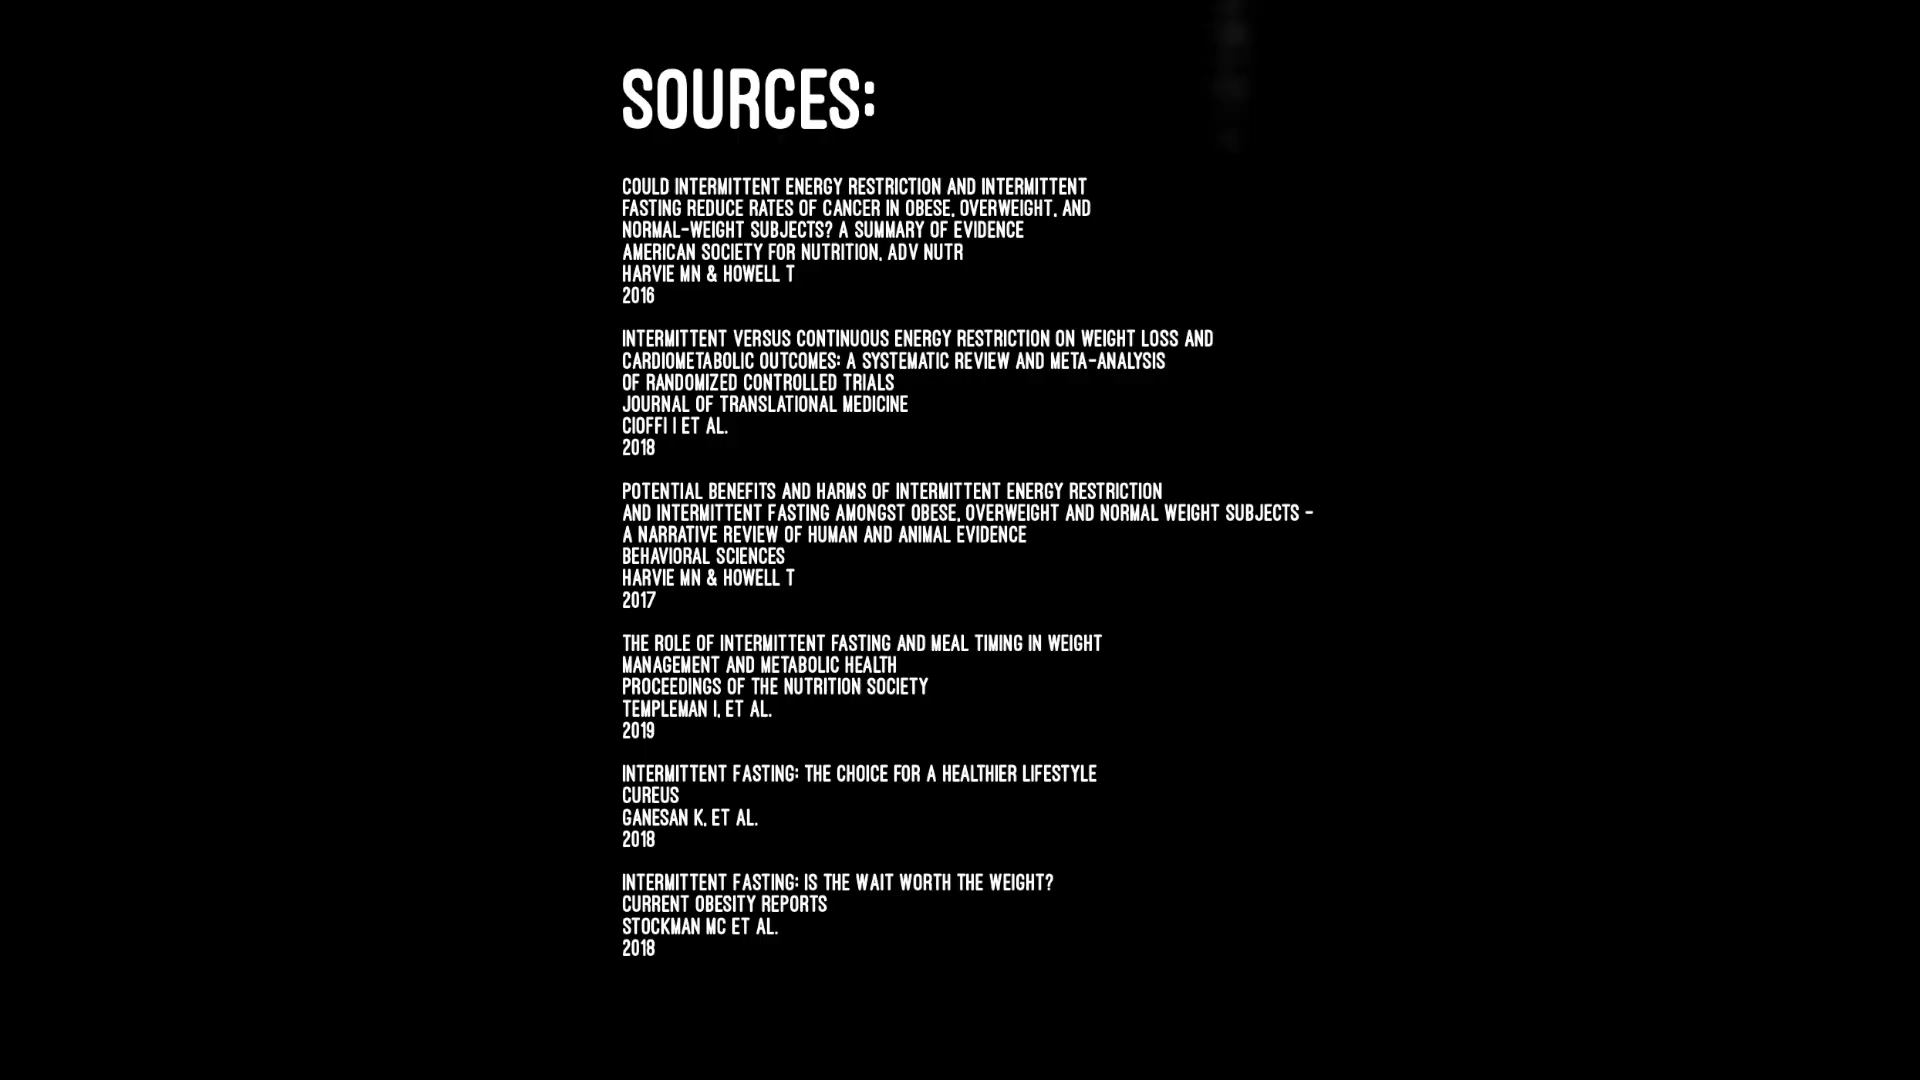 SOURCES:
COULD INTERMITTENT ENERGY RESTRICTION AND INTERMITTENT
FASTING REDUCE RATES OF CANCER IN OBESE, OVERWEIGHT, AND
NORMAL-WEIGHT SUBJECTS? A SUMMARY OF EVIDENCE
AMERICAN SOCIETY FOR NUTRITION, ADV NUTR
HARVIE MN & HOWELL T
2016
INTERMITTENT VERSUS CONTINUOUS ENERGY RESTRICTION ON WEIGHT LOSS AND
CARDIOMETABOLIC OUTCOMES: A SYSTEMATIC REVIEW AND META-ANALYSIS
OF RANDOMIZED CONTROLLED TRIALS
JOURNAL OF TRANSLATIONAL MEDICINE
CIOFFI I ET AL.
2018
POTENTIAL BENEFITS AND HARMS OF INTERMITTENT ENERGY RESTRICTION
AND INTERMITTENT FASTING AMONGST OBESE, OVERWEIGHT AND NORMAL WEIGHT SUBJECTS -
A NARRATIVE REVIEW OF HUMAN AND ANIMAL EVIDENCE
BEHAVIORAL SCIENCES
HARVIE MN & HOWELL T
2017
THE ROLE OF INTERMITTENT FASTING AND MEAL TIMING IN WEIGHT
MANAGEMENT AND METABOLIC HEALTH
PROCEEDINGS OF THE NUTRITION SOCIETY
TEMPLEMAN I, ET AL.
2019
INTERMITTENT FASTING: THE CHOICE FOR A HEALTHIER LIFESTYLE
CUREUS
GANESAN K, ET AL.
2018
INTERMITTENT FASTING: IS THE WAIT WORTH THE WEIGHT?
CURRENT OBESITY REPORTS
STOCKMAN MC ET AL.
2018